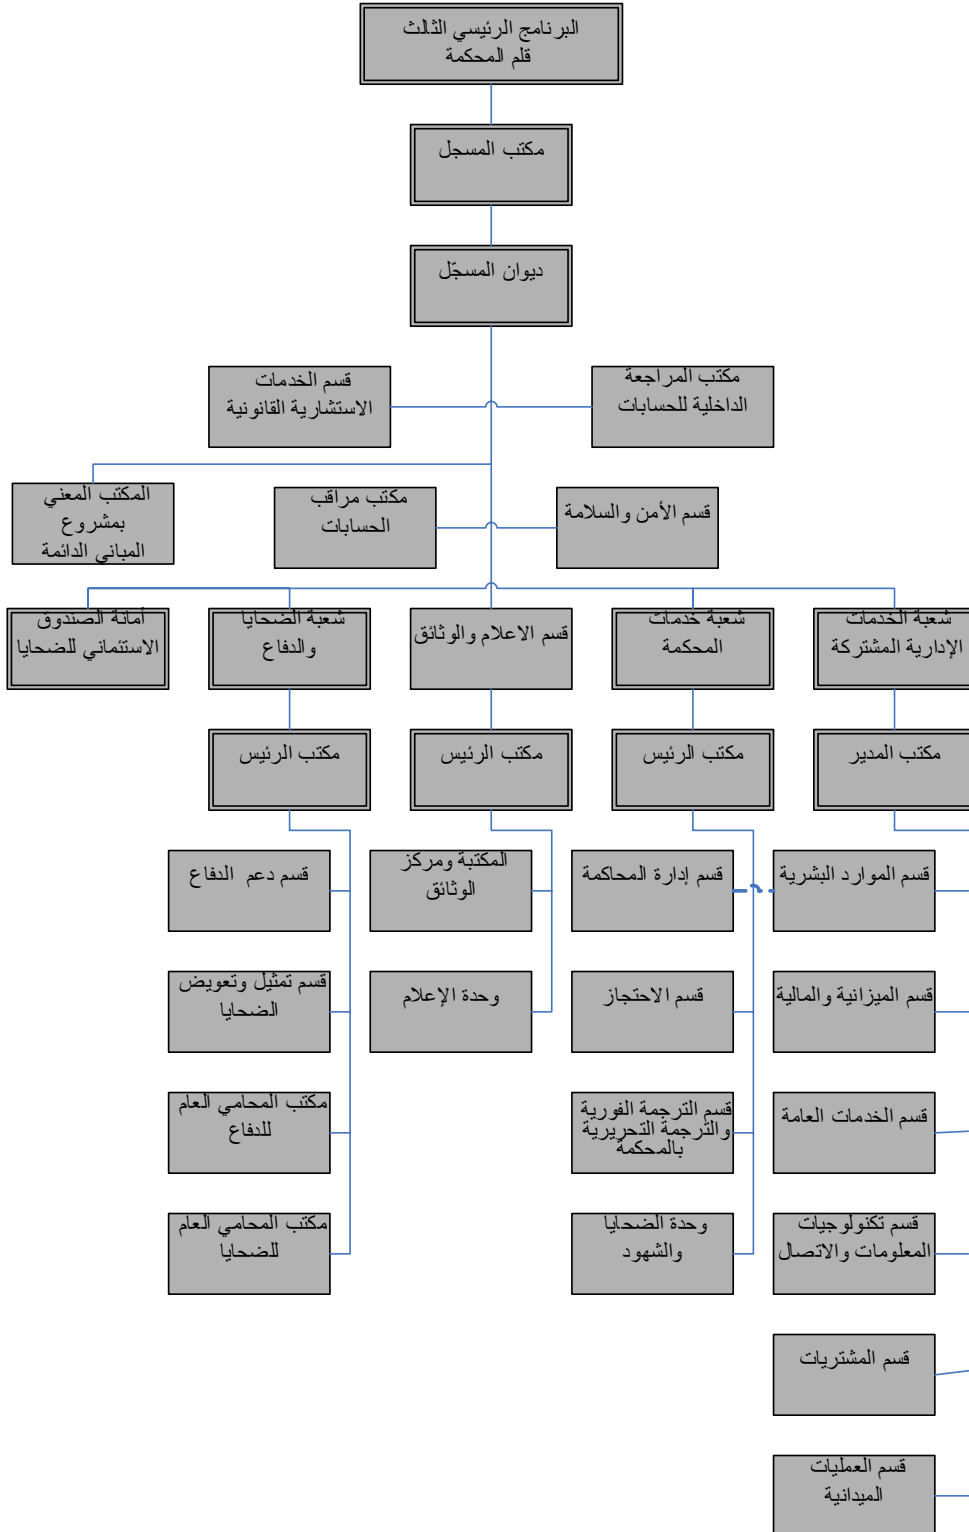 البرنامج الرئيسي الثالث
قلم المحكمة
مكتب المسجل
ديوان المسجّل
مكتب المراجعة
الداخلية للحسابات
قسم الخدمات
الاستشارية القانونية
قسم الأمن والسلامة
مكتب مراقب
الحسابات
المكتب المعني
بمشروع
المباني الدائمة
شعبة الخدمات
الإدارية المشتركة
شعبة خدمات
المحكمة
قسم الاعلام والوثائق
شعبة الضحايا
والدفاع
أمانة الصندوق
الاستئماني للضحايا
مكتب المدير
مكتب الرئيس
مكتب الرئيس
مكتب الرئيس
قسم الموارد البشرية
قسم إدارة المحاكمة
المكتبة ومركز
الوثائق
قسم دعم الدفاع
قسم الميزانية والمالية
قسم الاحتجاز
وحدة الإعلام
قسم تمثيل وتعويض
الضحايا
قسم الخدمات العامة
قسم الترجمة الفورية
والترجمة التحريرية
بالمحكمة
مكتب المحامي العام
للدفاع
قسم تكنولوجيات
المعلومات والاتصال
وحدة الضحايا
والشهود
مكتب المحامي العام
للضحايا
قسم المشتريات
قسم العمليات
الميدانية